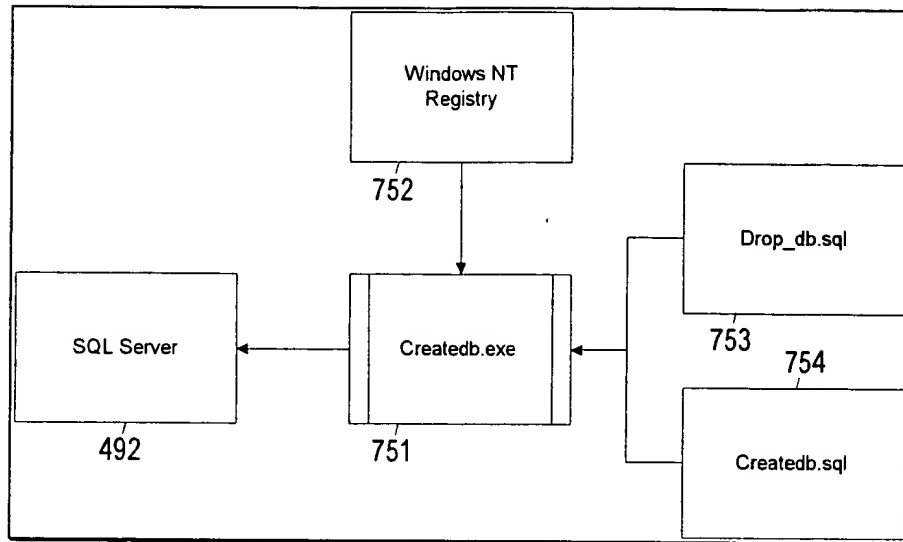 Windows NT
Registry
752
Drop_db.sql
753
SQL Server
492
Createdb.exe
751
754
Createdb.sql